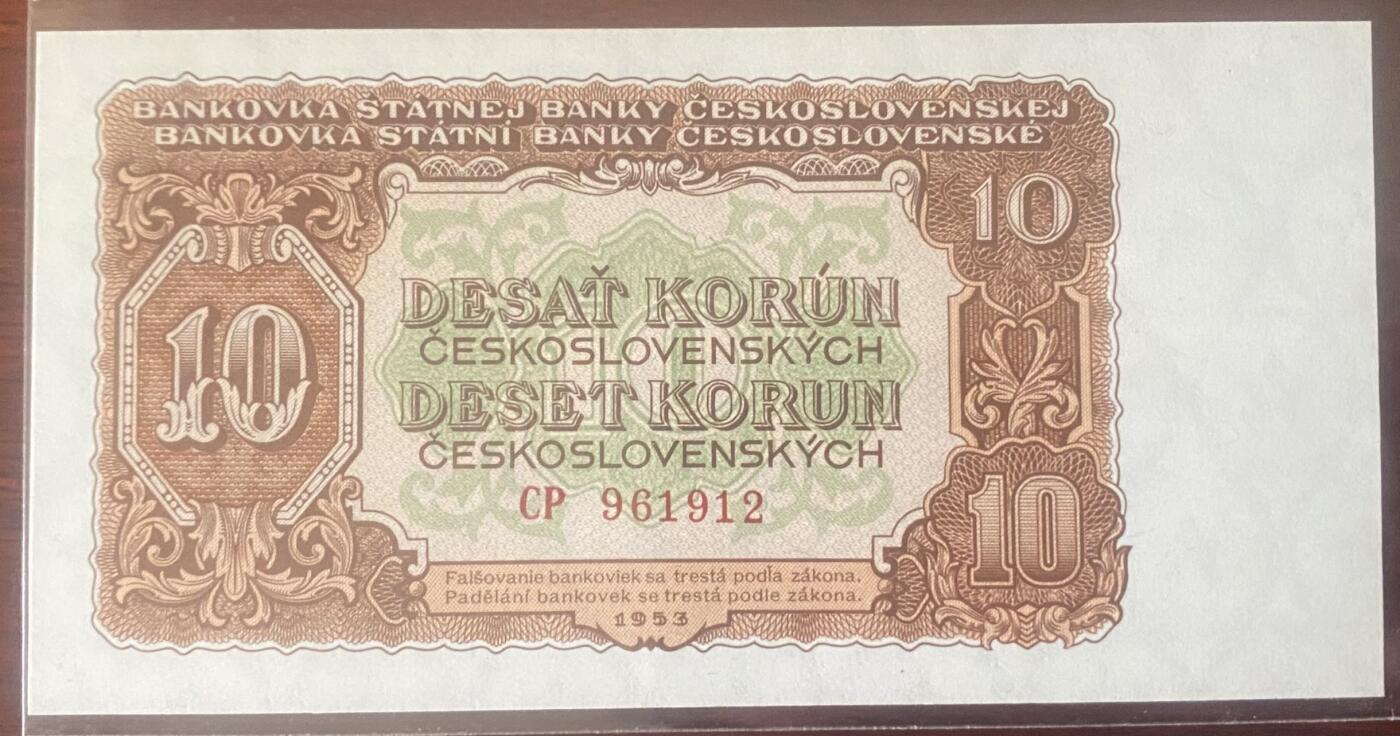 BANKOVKA ŠTÁTNEJ BANKY ČESKOSLOVENSKEJ
BANKOVKA STÁTNÍ BANKY ČESKOSLOVENSKÉ
10
10
DESAŤ KORÚN
ČESKOSLOVENSKÝCH
DESET KORUN
ČESKOSLOVENSKÝCH
CP 961912
10
Falšovanie bankoviek sa trestá podľa zákona.
Padělání bankovek se trestá podle zákona.
1953